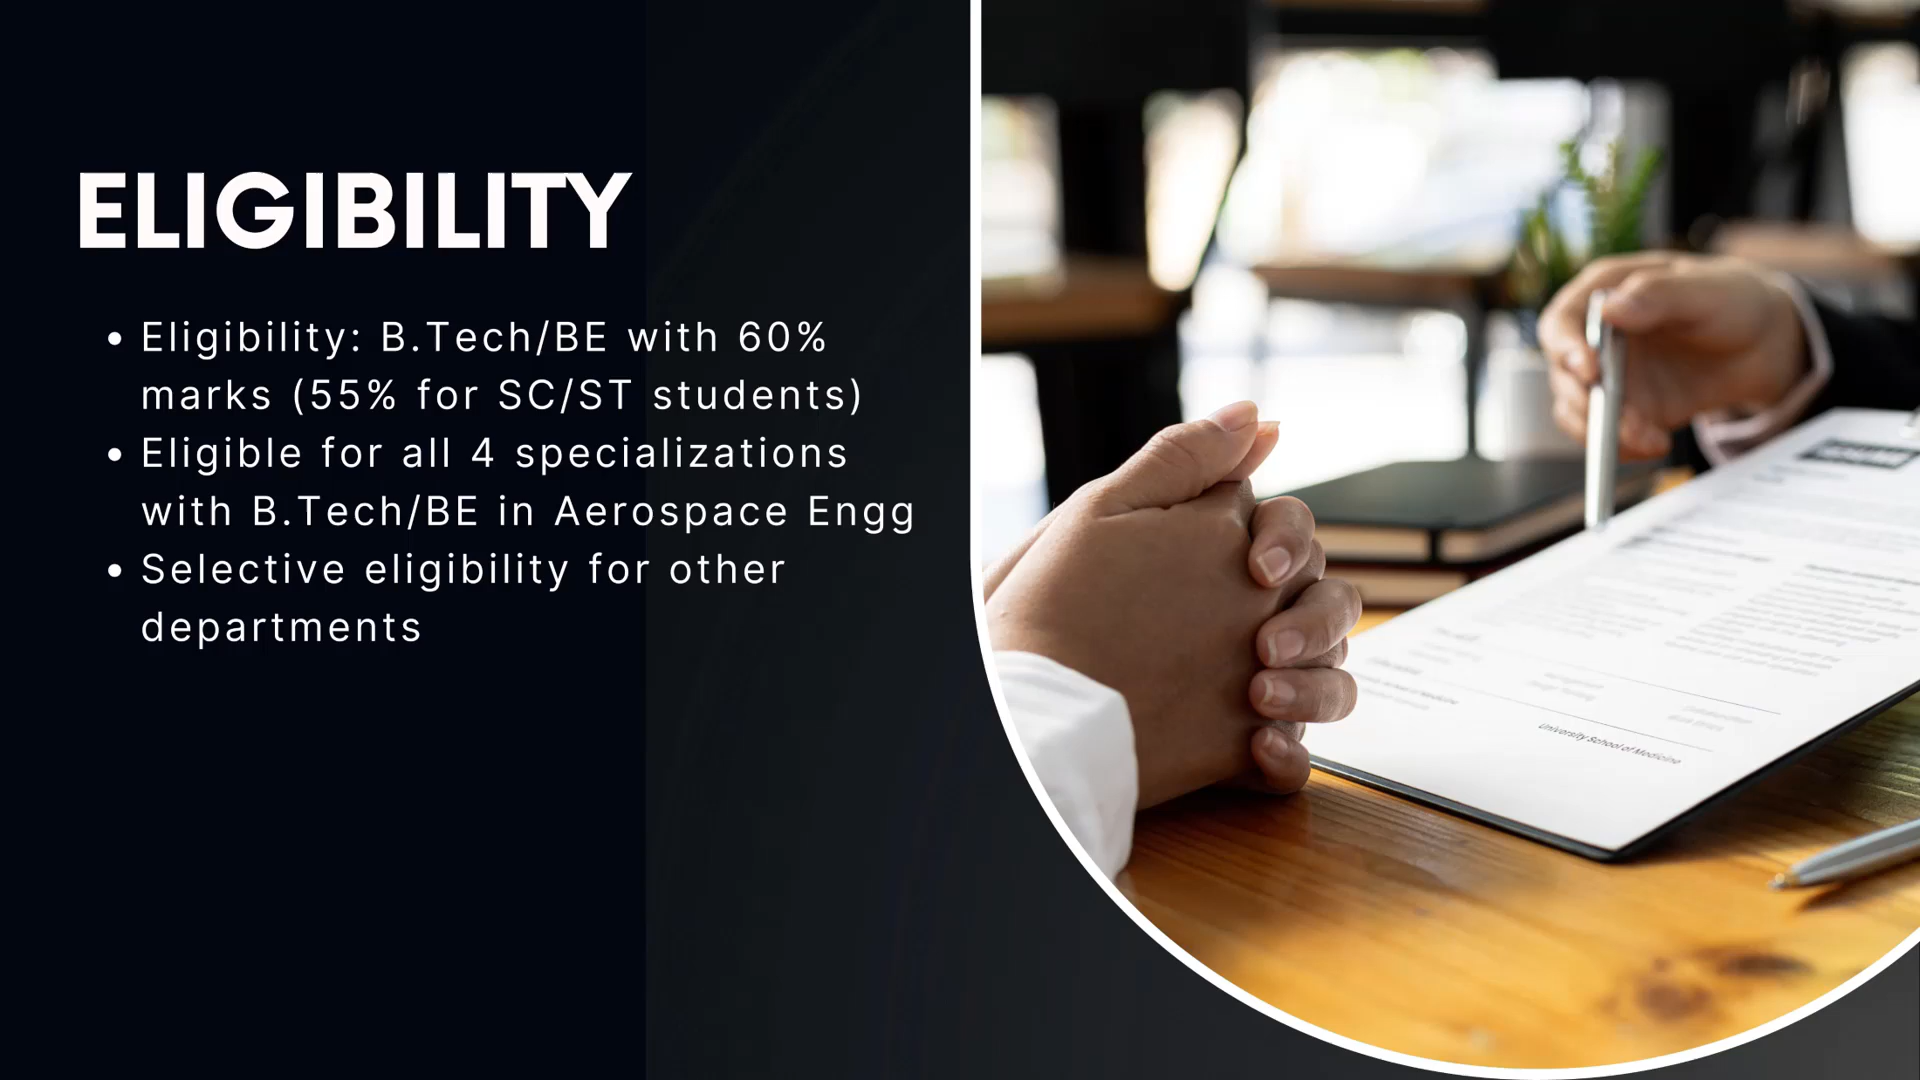 ELIGIBILITY
• Eligibility: B.Tech/BE with 60%
marks (55% for SC/ST students)
• Eligible for all 4 specializations
with B.Tech/BE in Aerospace Engg
• Selective eligibility for other
departments
University School of Medicine